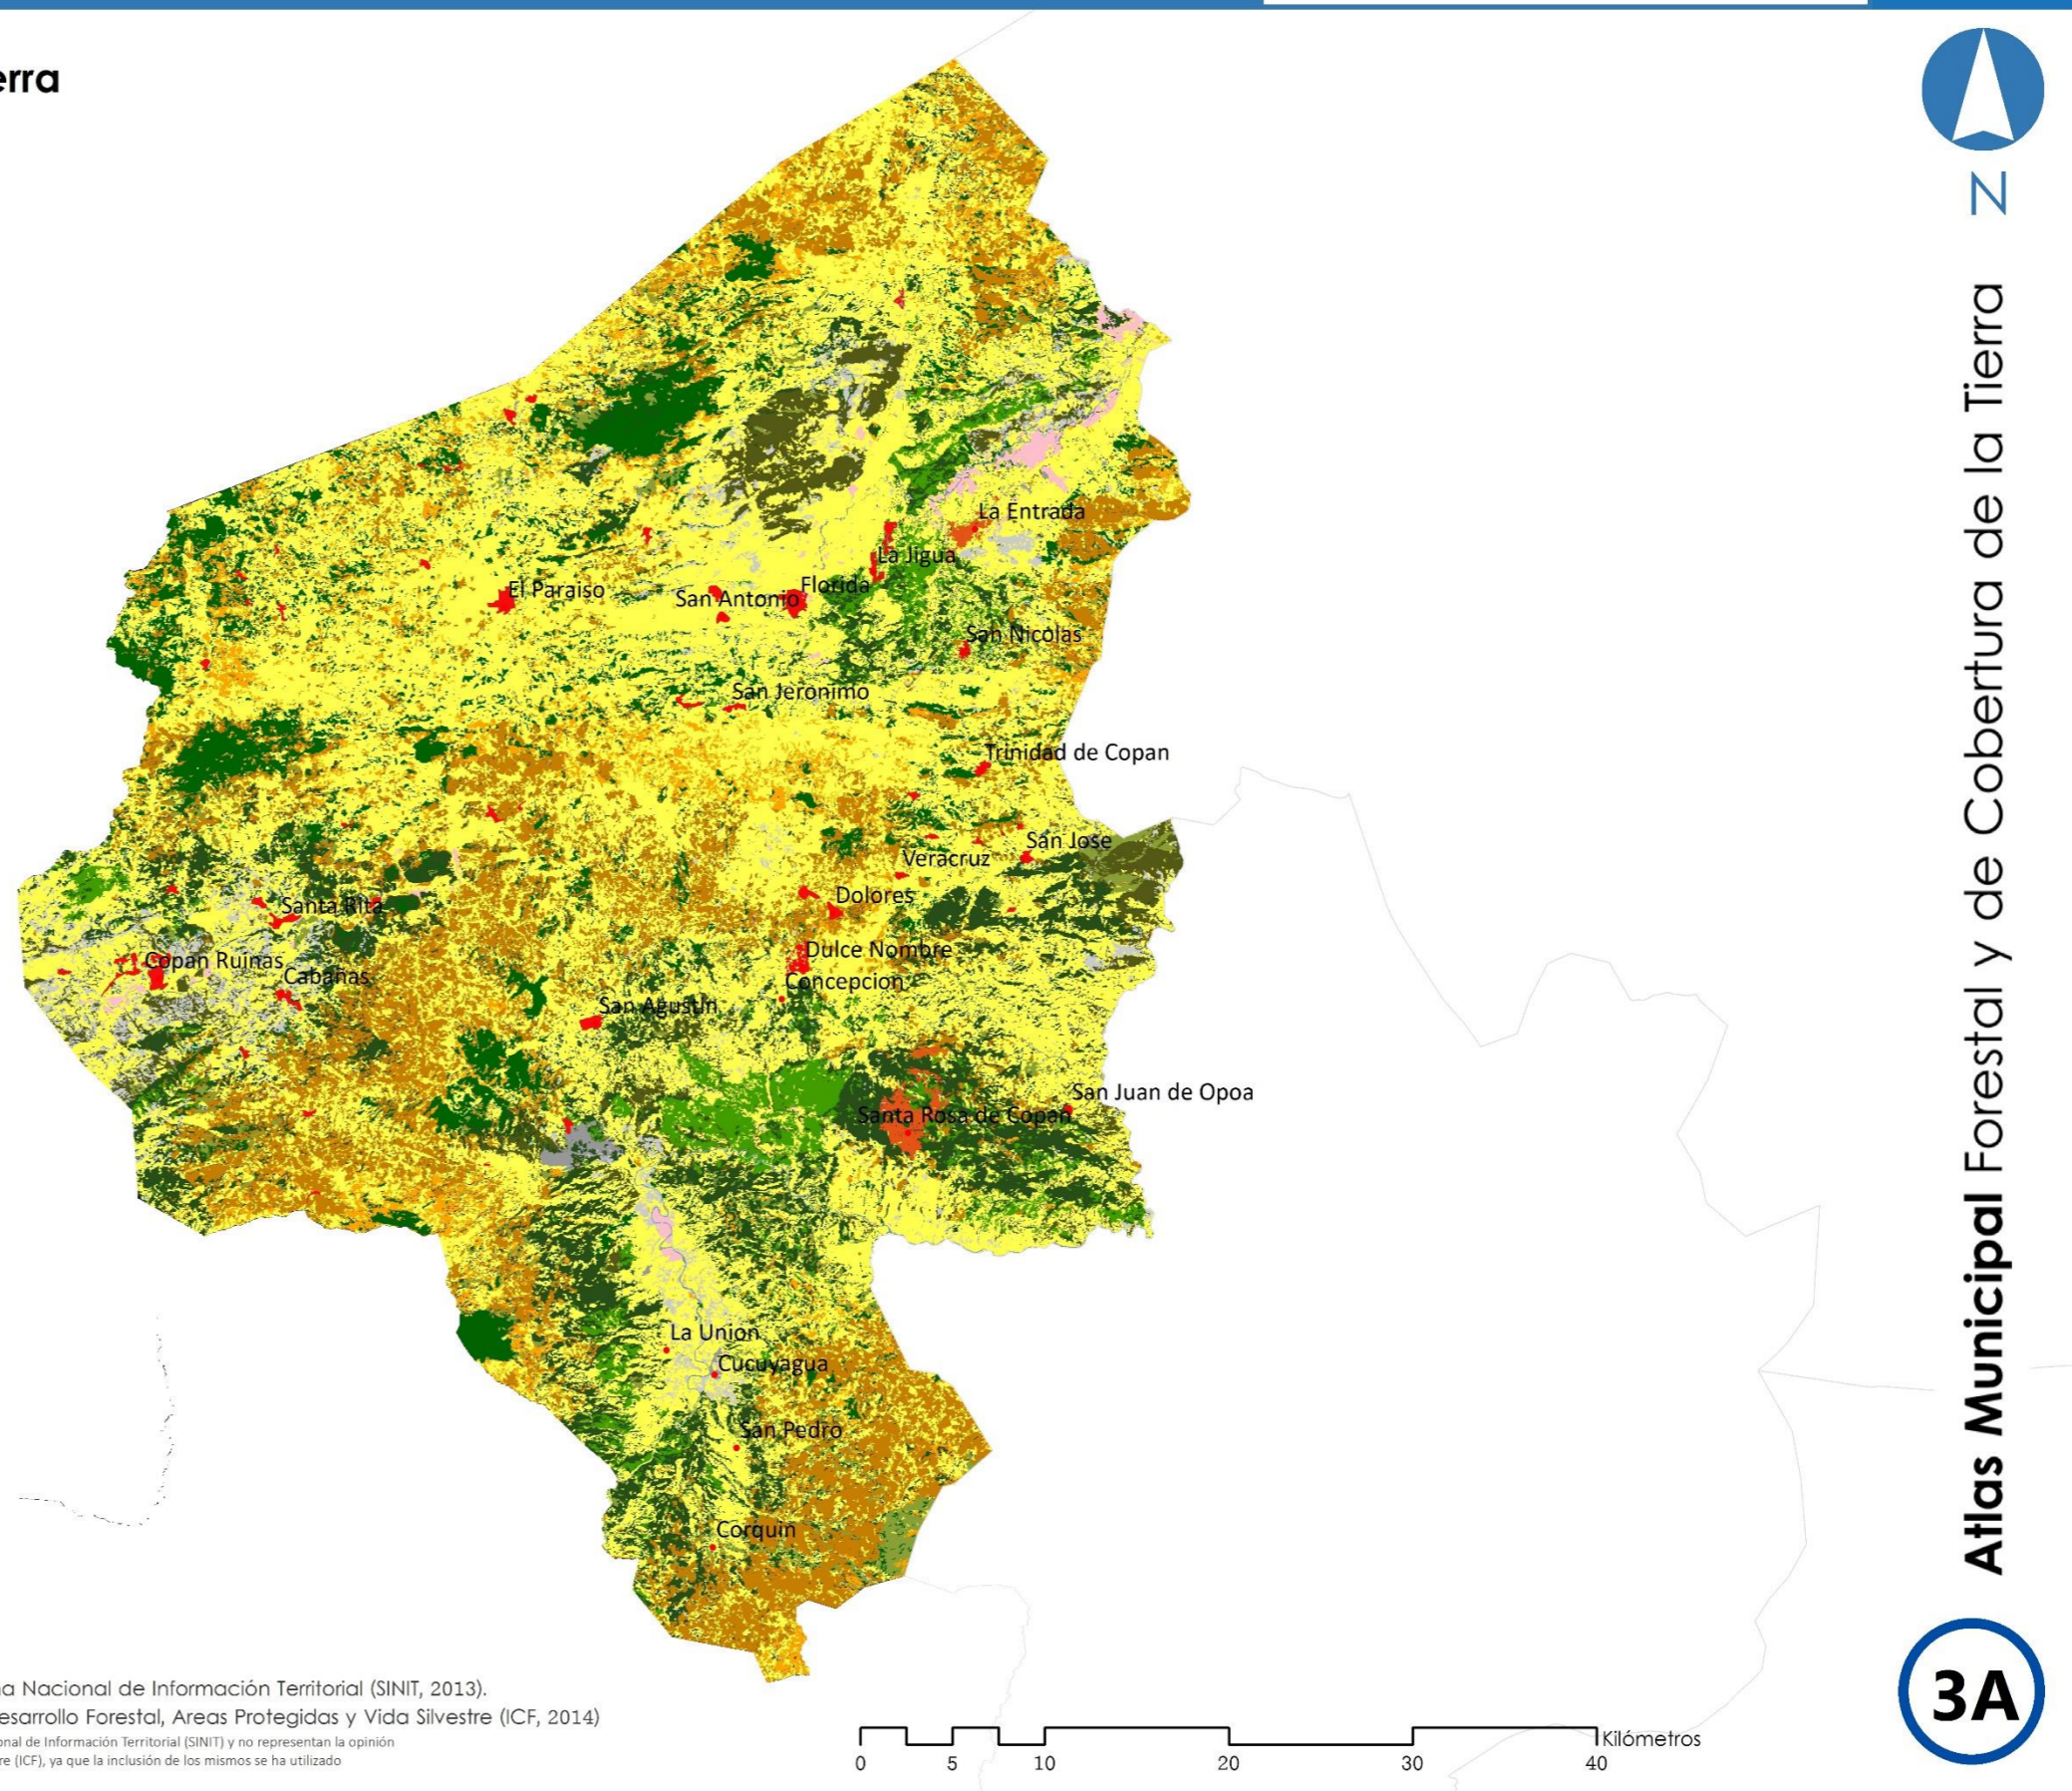 erra
N
Atlas Municipal Forestal y de Cobertura de la Tierra
La Entrada
La Jigua
El Paraiso
Florida
San Antonio
San Nicolas
San Jeronimo
Trinidad de Copan
San Jose
Veracruz
Dolores
Santa Rita
Dulce Nombre
Copan Ruinas
Cabañas
Concepcion
San Agustin
San Juan de Opoa
Santa Rosa de Copan
La Union
Cucuyagua
San Pedro
Corquin
a Nacional de Información Territorial (SINIT, 2013).
esarrollo Forestal, Areas Protegidas y Vida Silvestre (ICF, 2014)
onal de Información Territorial (SINIT) y no representan la opinión
re (ICF), ya que la inclusión de los mismos se ha utilizado
Kilómetros
0 5 10 20 30 40
3A